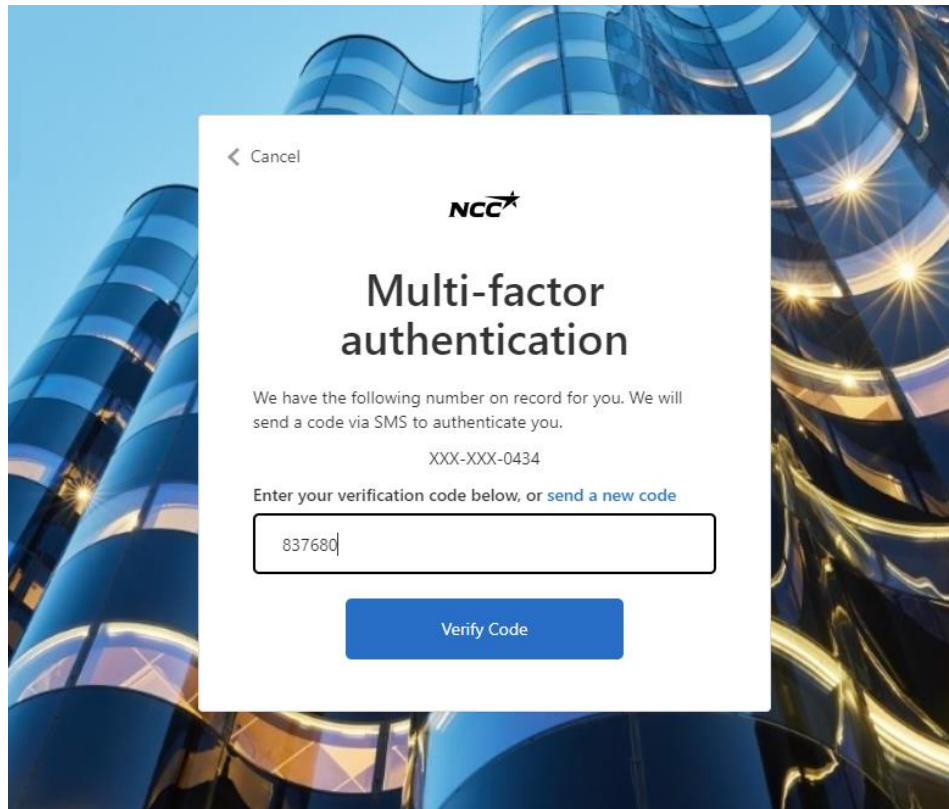 Cancel
NCC
Multi-factor
authentication
We have the following number on record for you. We will
send a code via SMS to authenticate you.
XXX-XXX-0434
Enter your verification code below, or send a new code
837680
Verify Code